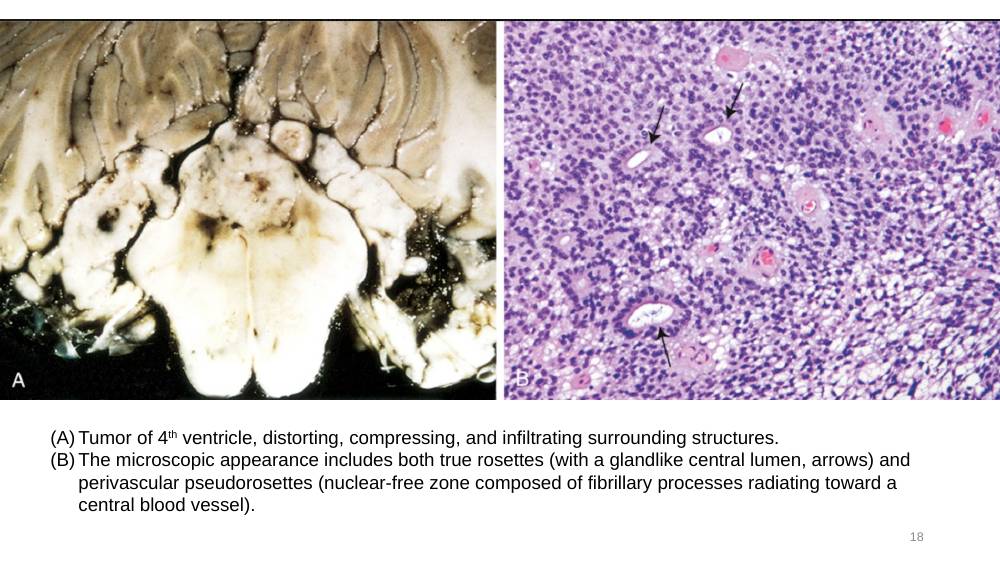 A
B
(A) Tumor of 4th ventricle, distorting, compressing, and infiltrating surrounding structures.
(B) The microscopic appearance includes both true rosettes (with a glandlike central lumen, arrows) and
perivascular pseudorosettes (nuclear-free zone composed of fibrillary processes radiating toward a
central blood vessel).
18